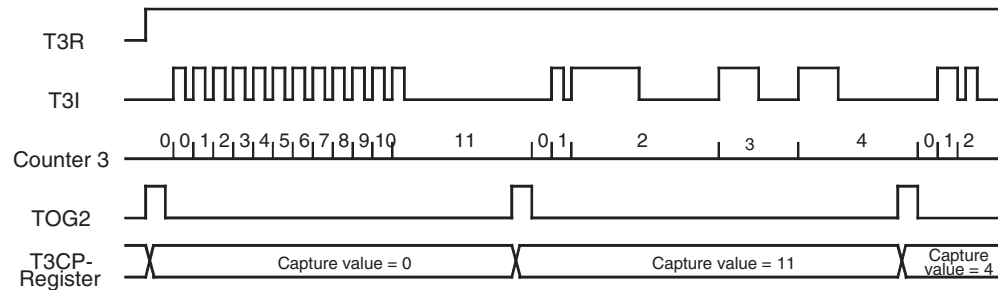 T3R
T3I
0 0 1 2 3 4 5 6 7 8 9 10 11 0 1 2 3 4 0 1 2
Counter 3
TOG2
T3CP-
Register
Capture value = 0
Capture value = 11
Capture
value = 4